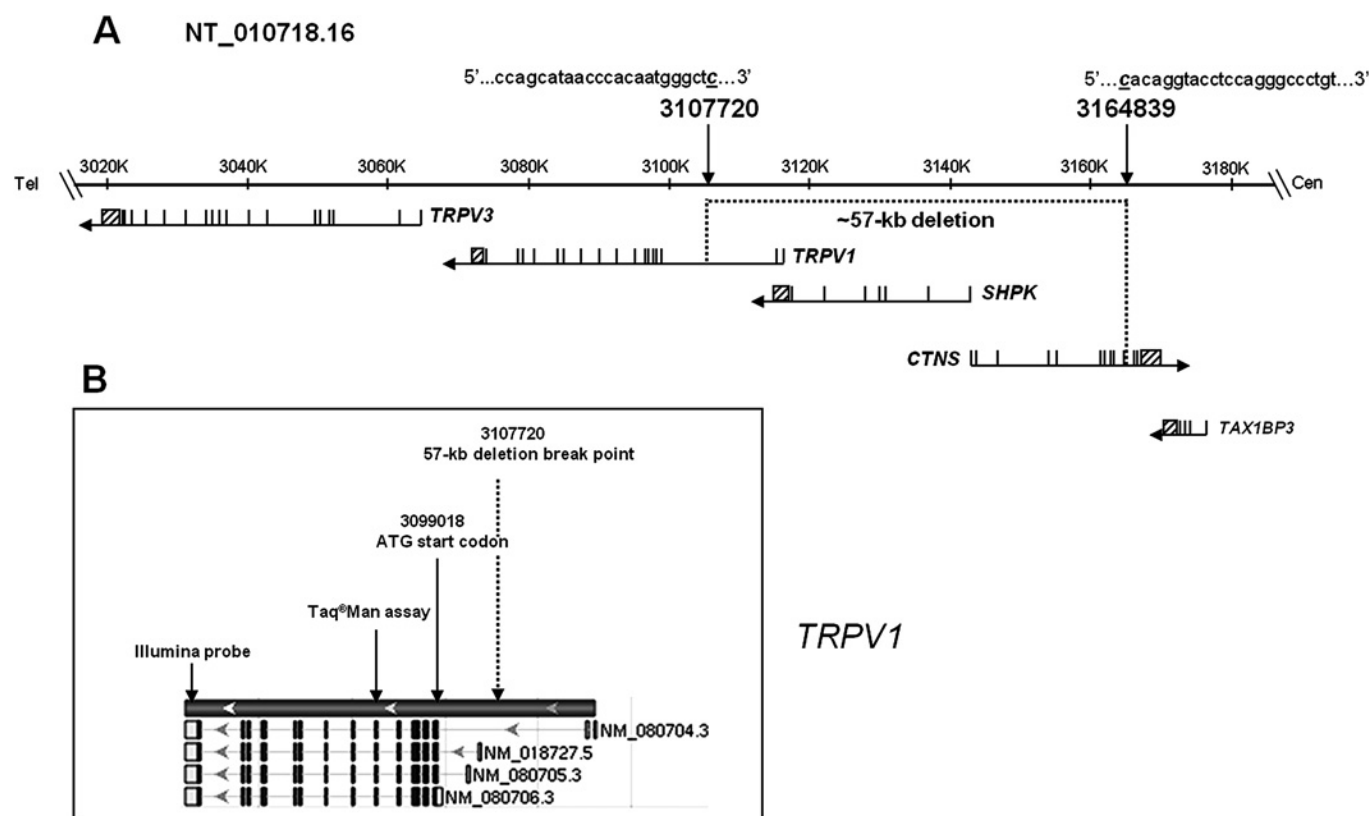 A NT_010718.16
5'...ccagcataacccacaatgggctc...3' 5'...cacaggtacctccagggccctgt...3'
3107720 3164839
3020K 3040K 3060K 3080K 3100K 3120K 3140K 3160K 3180K
Tel Cen
TRPV3 ~57-kb deletion
TRPV1
SHPK
CTNS
B
TAX1BP3
3107720
57-kb deletion break point
3099018
ATG start codon
Taq®Man assay
TRPV1
Illumina probe
NM_080704.3
NM_018727.5
NM_080705.3
NM_080706.3